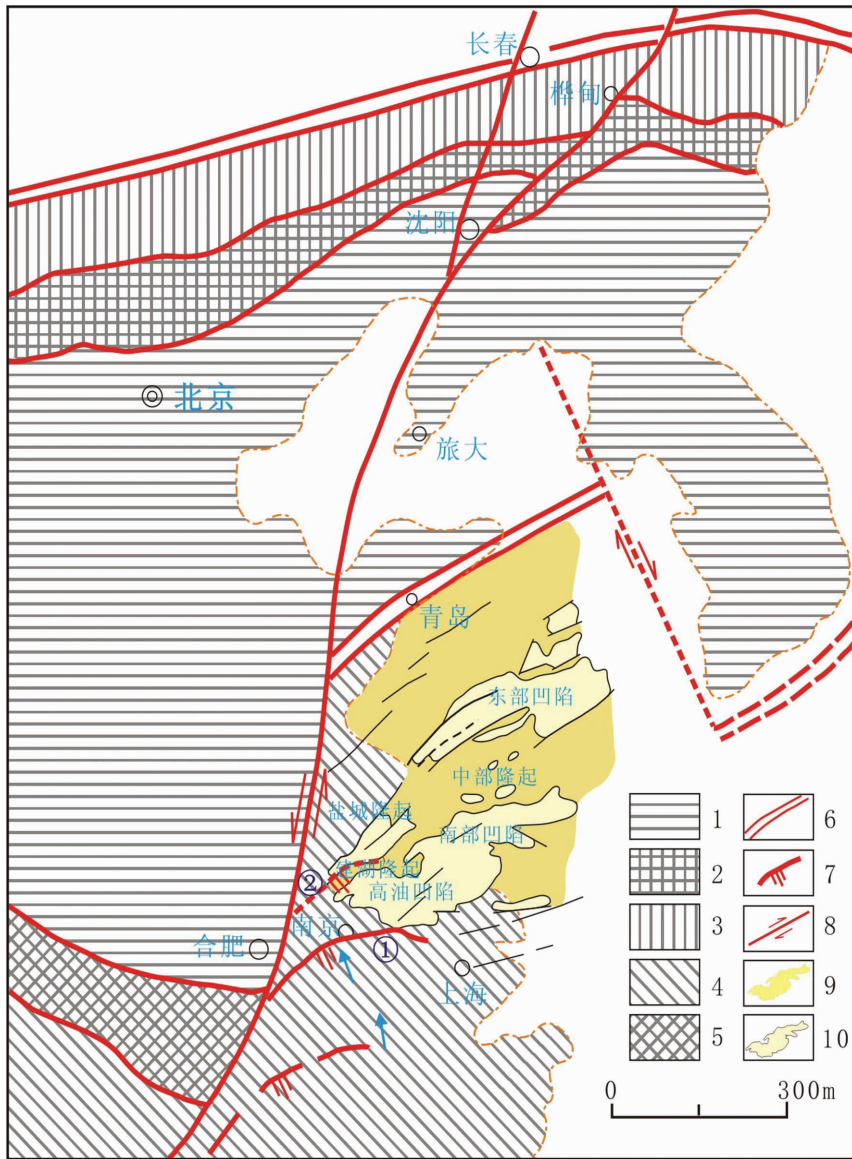 长春
桦甸
沈阳
北京
旅大
青岛
东部凹陷
中部隆起
盐城隆起
南部凹陷
建湖隆起
②
高油凹陷
南京
①
合肥
上海
1 6
2 7
3 8
4 9
5 10
0 300m